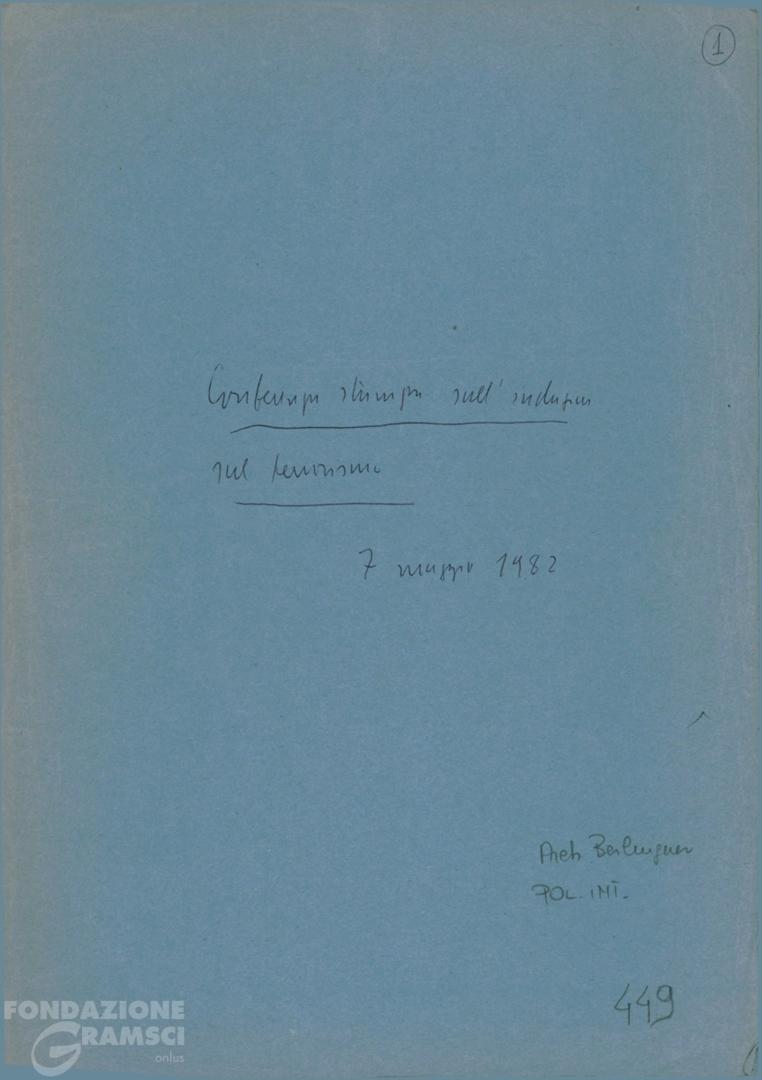 1
Conferenza stampa sull'indagine
sul terrorismo
7 maggio 1982
Arch Berlinguer
POL. INT.
449
FONDAZIONE
GRAMSCI
onlus